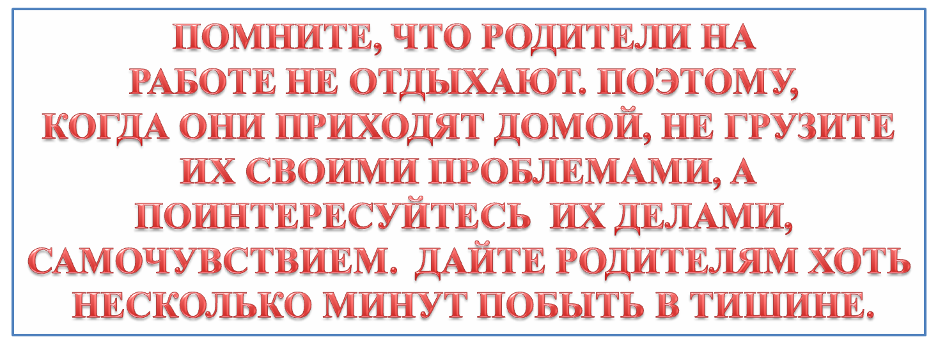 ПОМНИТЕ, ЧТО РОДИТЕЛИ НА
РАБОТЕ НЕ ОТДЫХАЮТ. ПОЭТОМУ,
КОГДА ОНИ ПРИХОДЯТ ДОМОЙ, НЕ ГРУЗИТЕ
ИХ СВОИМИ ПРОБЛЕМАМИ, А
ПОИНТЕРЕСУЙТЕСЬ ИХ ДЕЛАМИ,
САМОЧУВСТВИЕМ. ДАЙТЕ РОДИТЕЛЯМ ХОТЬ
НЕСКОЛЬКО МИНУТ ПОБЫТЬ В ТИШИНЕ.